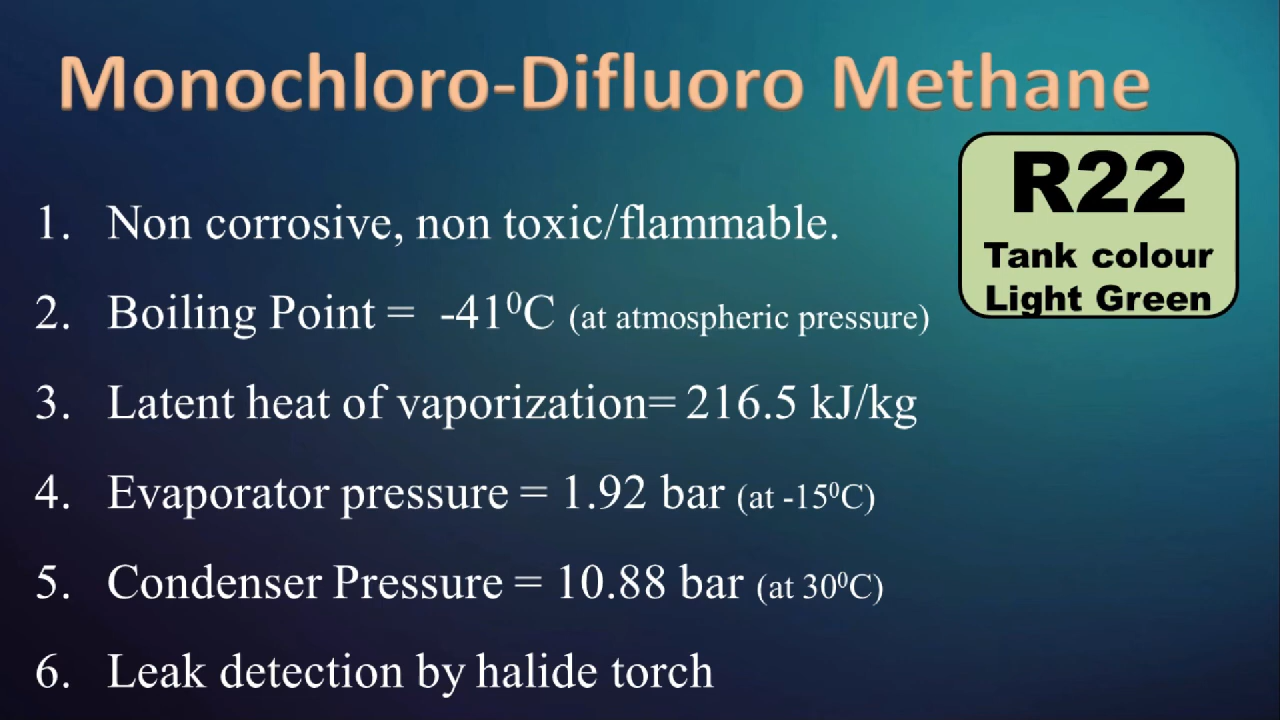 Monochloro-Difluoro Methane
R22
Tank colour
Light Green
1. Non corrosive, non toxic/flammable.
2. Boiling Point = -41⁰C (at atmospheric pressure)
3. Latent heat of vaporization= 216.5 kJ/kg
4. Evaporator pressure = 1.92 bar (at -15⁰C)
5. Condenser Pressure = 10.88 bar (at 30⁰C)
6. Leak detection by halide torch